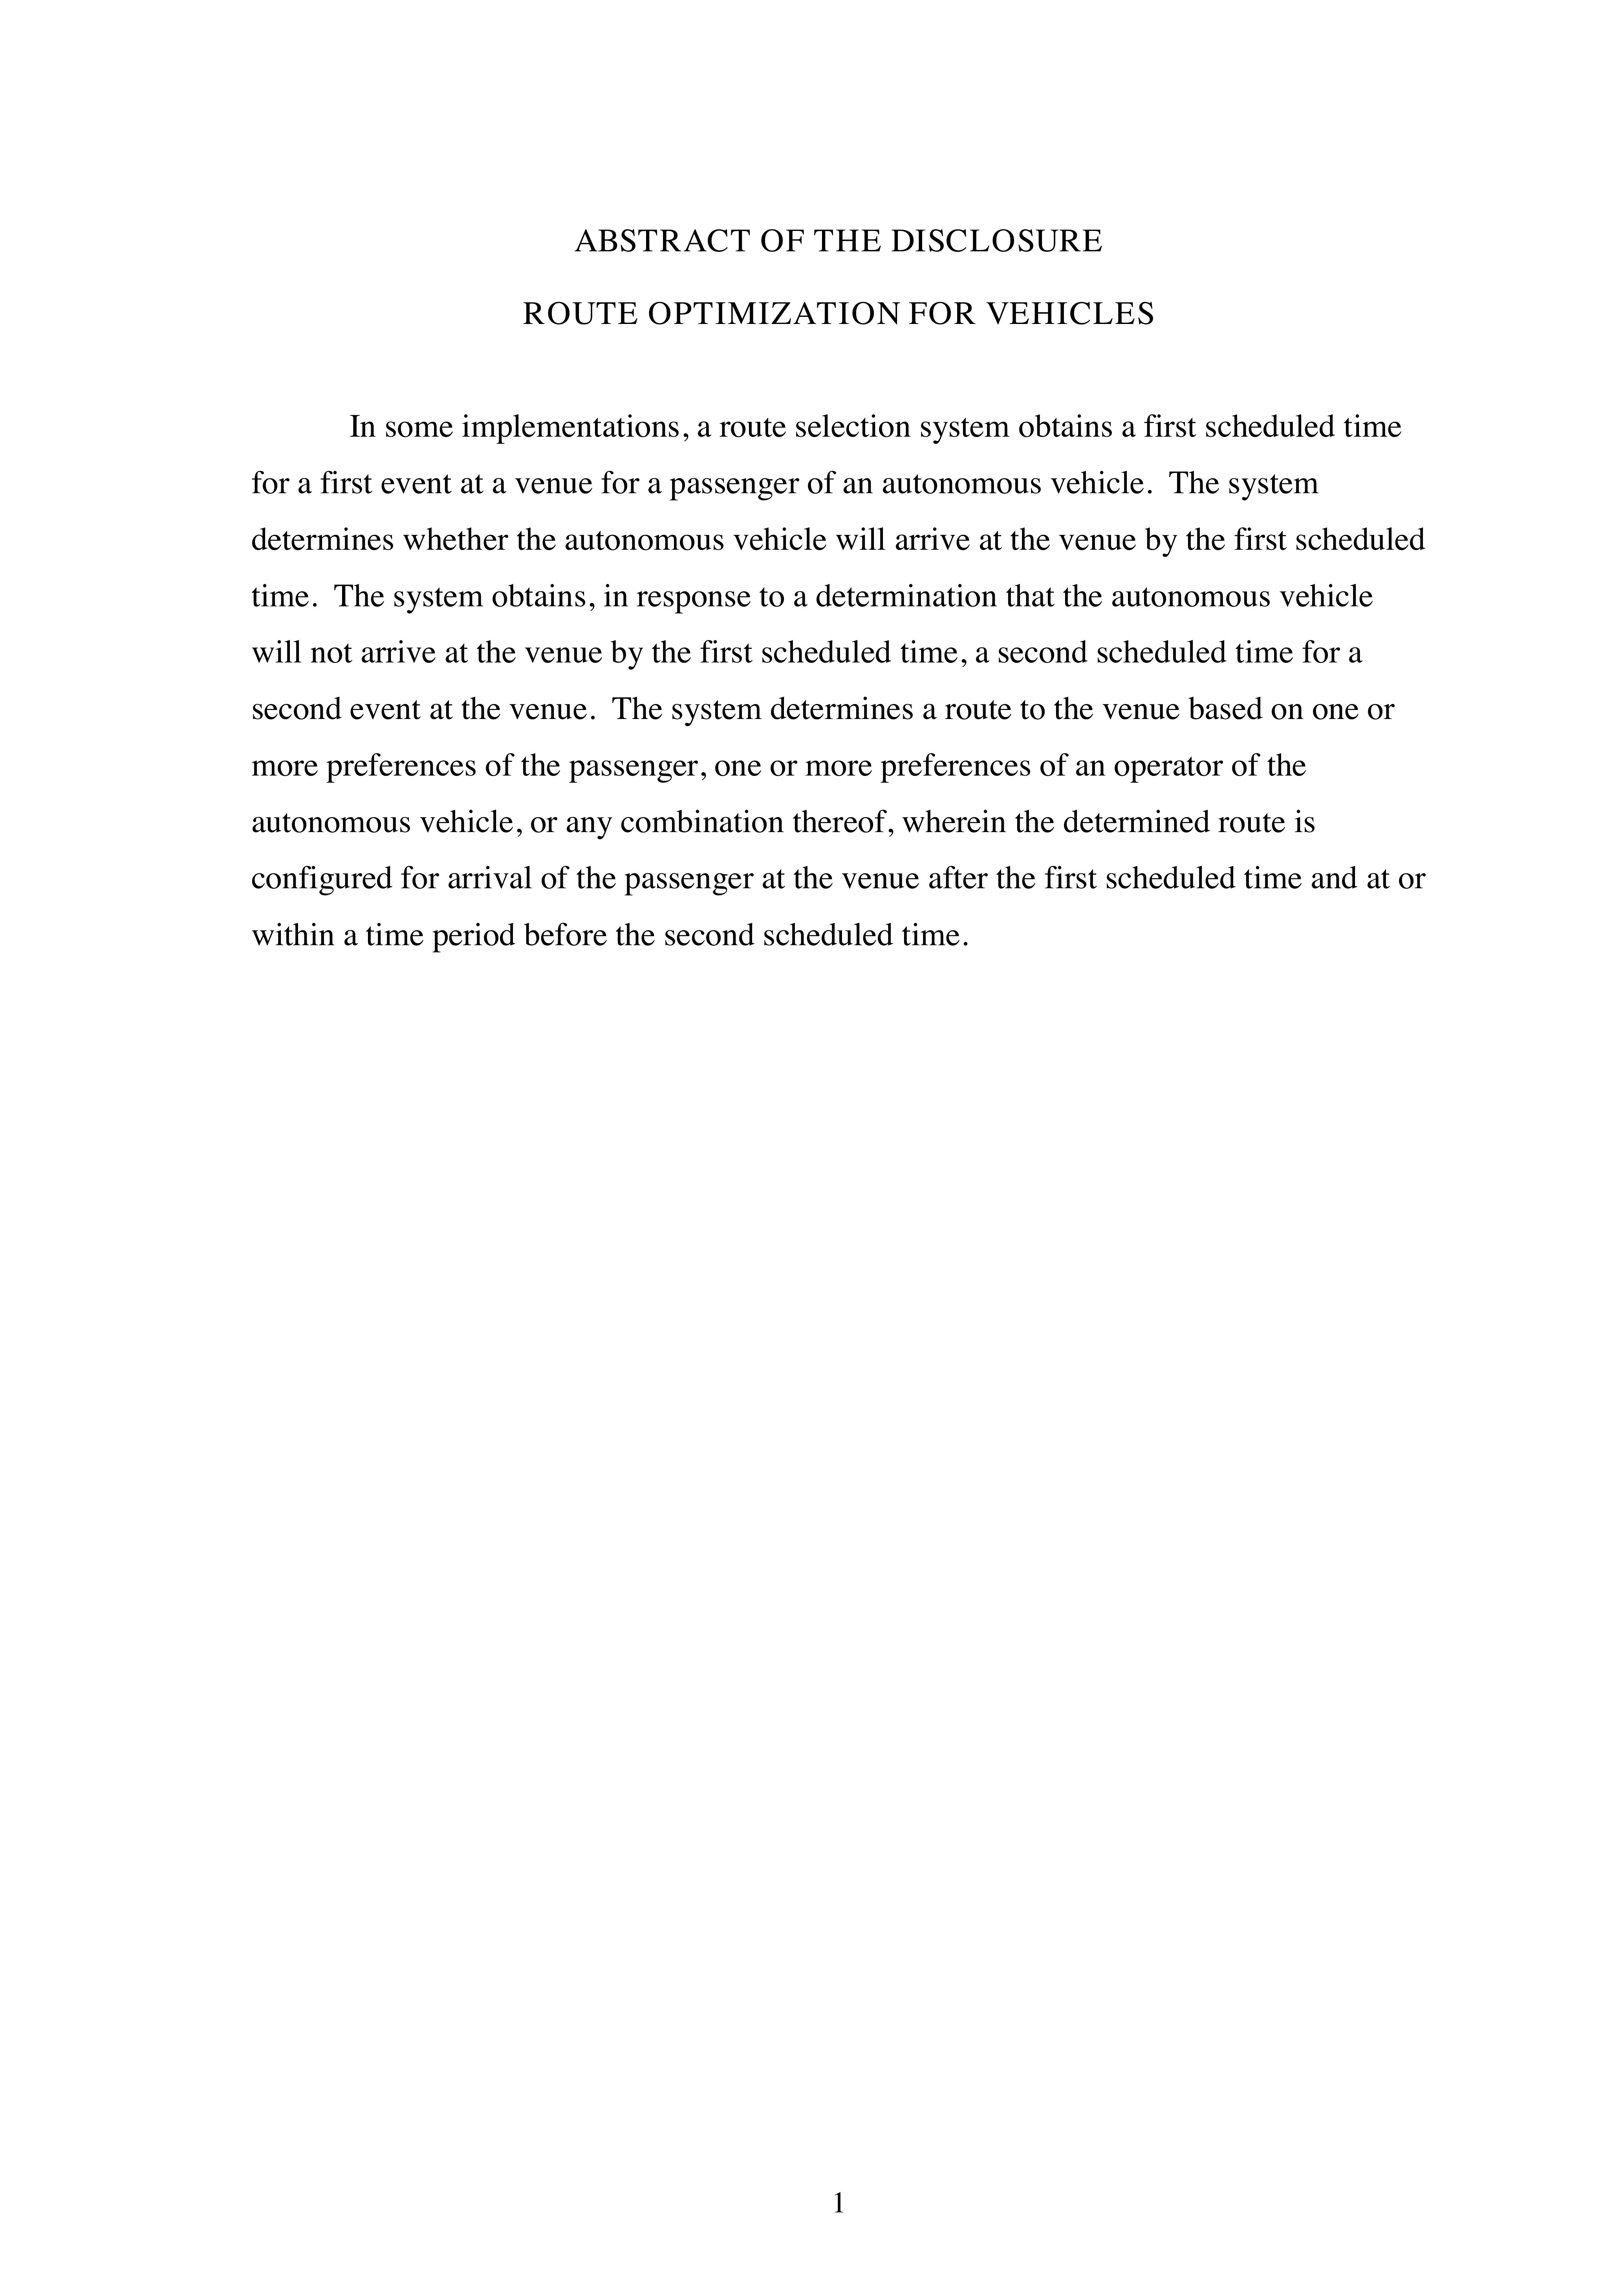 ABSTRACT OF THE DISCLOSURE
ROUTE OPTIMIZATION FOR VEHICLES
In some implementations, a route selection system obtains a first scheduled time
for a first event at a venue for a passenger of an autonomous vehicle.  The system
determines whether the autonomous vehicle will arrive at the venue by the first scheduled
time.  The system obtains, in response to a determination that the autonomous vehicle
will not arrive at the venue by the first scheduled time, a second scheduled time for a
second event at the venue.  The system determines a route to the venue based on one or
more preferences of the passenger, one or more preferences of an operator of the
autonomous vehicle, or any combination thereof, wherein the determined route is
configured for arrival of the passenger at the venue after the first scheduled time and at or
within a time period before the second scheduled time.
1